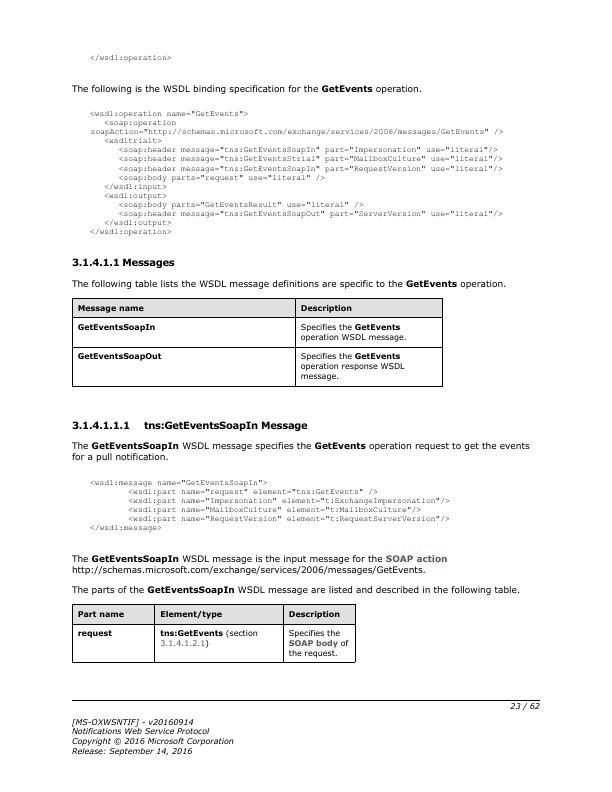 </wsdl:operation>
The following is the WSDL binding specification for the GetEvents operation.
<wsdl:operation name="GetEvents">
<soap:operation
soapAction="http://schemas.microsoft.com/exchange/services/2006/messages/GetEvents" />
<wsdltrialt>
<soap:header message="tns:GetEventsSoapIn" part="Impersonation" use="literal"/>
<soap:header message="tns:GetEventsStrial" part="MailboxCulture" use="literal"/>
<soap:header message="tns:GetEventsSoapIn" part="RequestVersion" use="literal"/>
<soap:body parts="request" use="literal" />
</wsdl:input>
<wsdl:output>
<soap:body parts="GetEventsResult" use="literal" />
<soap:header message="tns:GetEventsSoapOut" part="ServerVersion" use="literal"/>
</wsdl:output>
</wsdl:operation>
3.1.4.1.1 Messages
The following table lists the WSDL message definitions are specific to the GetEvents operation.
Message name Description
GetEventsSoapIn Specifies the GetEvents
operation WSDL message.
GetEventsSoapOut Specifies the GetEvents
operation response WSDL
message.
3.1.4.1.1.1 tns:GetEventsSoapIn Message
The GetEventsSoapIn WSDL message specifies the GetEvents operation request to get the events
for a pull notification.
<wsdl:message name="GetEventsSoapIn">
<wsdl:part name="request" element="tns:GetEvents" />
<wsdl:part name="Impersonation" element="t:ExchangeImpersonation"/>
<wsdl:part name="MailboxCulture" element="t:MailboxCulture"/>
<wsdl:part name="RequestVersion" element="t:RequestServerVersion"/>
</wsdl:message>
The GetEventsSoapIn WSDL message is the input message for the SOAP action
http://schemas.microsoft.com/exchange/services/2006/messages/GetEvents.
The parts of the GetEventsSoapIn WSDL message are listed and described in the following table.
Part name Element/type Description
request tns:GetEvents (section Specifies the
3.1.4.1.2.1) SOAP body of
the request.
23 / 62
[MS-OXWSNTIF] - v20160914
Notifications Web Service Protocol
Copyright © 2016 Microsoft Corporation
Release: September 14, 2016